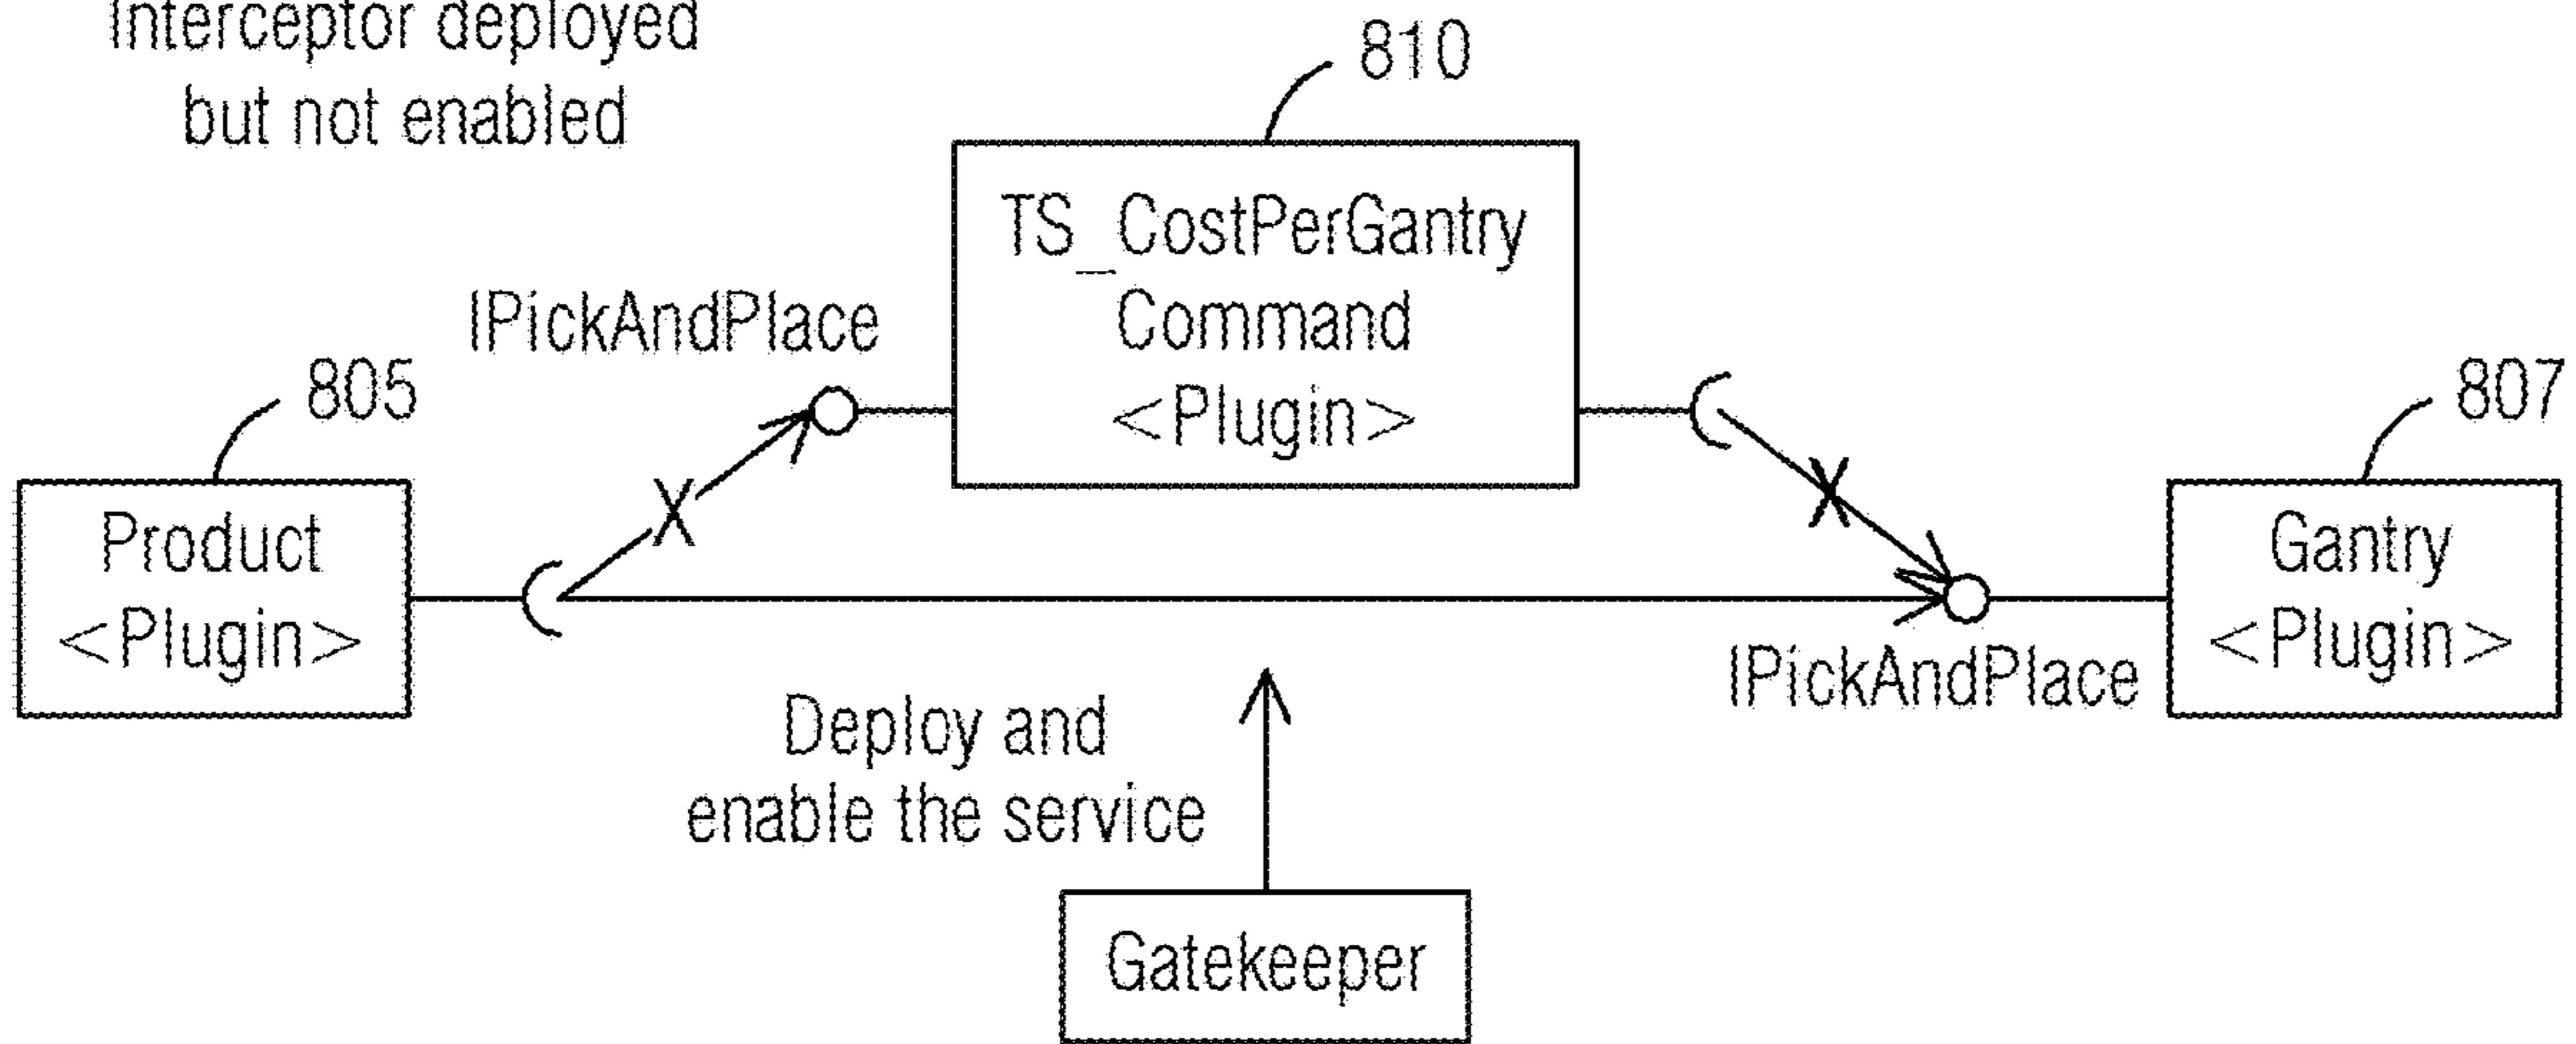 Interceptor deployed
but not enabled
810
TS_CostPerGantry
Command
<Plugin>
IPickAndPlace
805
807
Product
<Plugin>
X
X
Gantry
<Plugin>
IPickAndPlace
Deploy and
enable the service
Gatekeeper